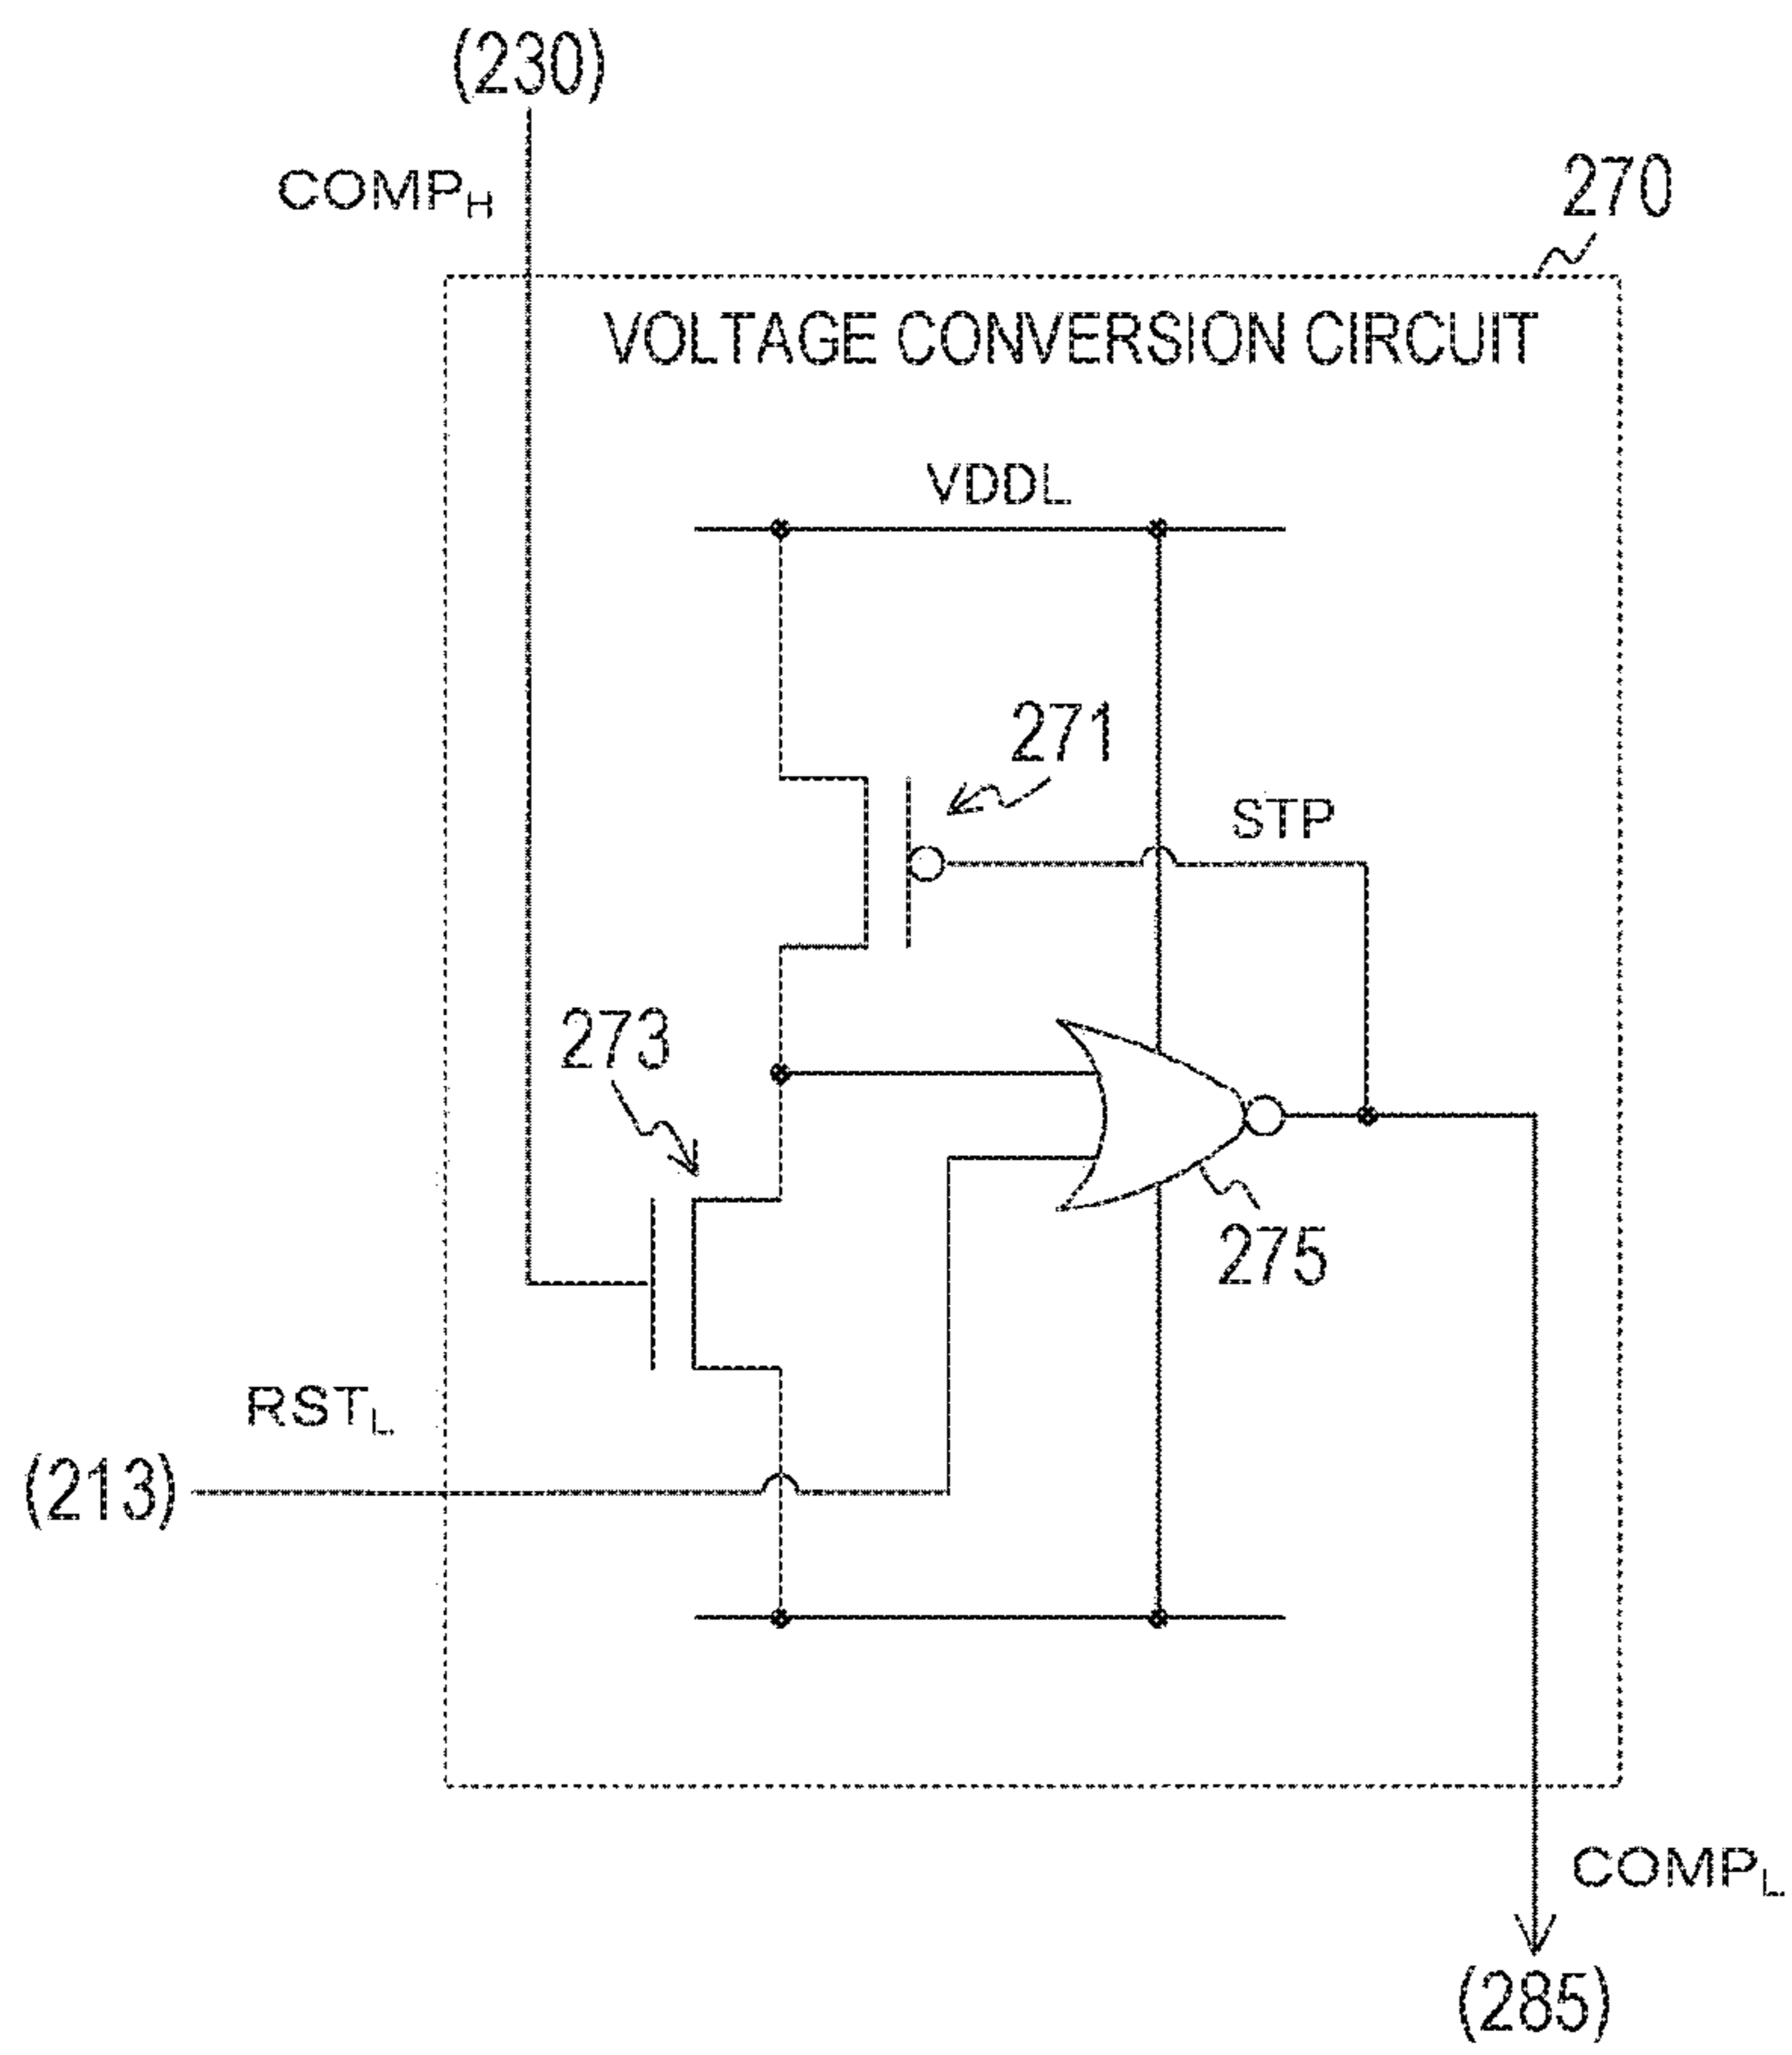 (230)
COMPH
270
VOLTAGE CONVERSION CIRCUIT
VDDL
271
STP
273
275
RSTL
(213)
COMPL
(285)